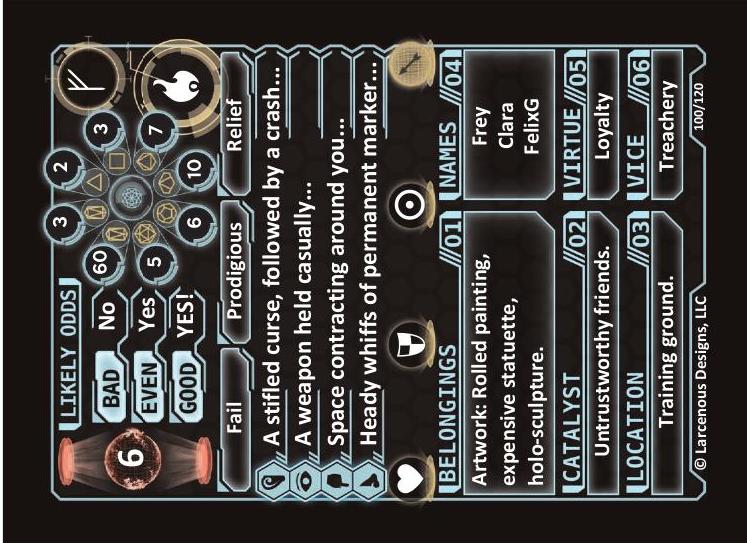 6
LIKELY ODDS
BAD No
EVEN Yes
GOOD YES!
3
2
3
7
10
6
5
60
Fail Prodigious Relief
A stifled curse, followed by a crash...
A weapon held casually...
Space contracting around you...
Heady whiffs of permanent marker...
BELONGINGS //01
Artwork: Rolled painting,
expensive statuette,
holo-sculpture.
CATALYST //02
Untrustworthy friends.
LOCATION //03
Training ground.
NAMES //04
Frey
Clara
FelixG
VIRTUE //05
Loyalty
VICE //06
Treachery
© Larcenous Designs, LLC
100/120